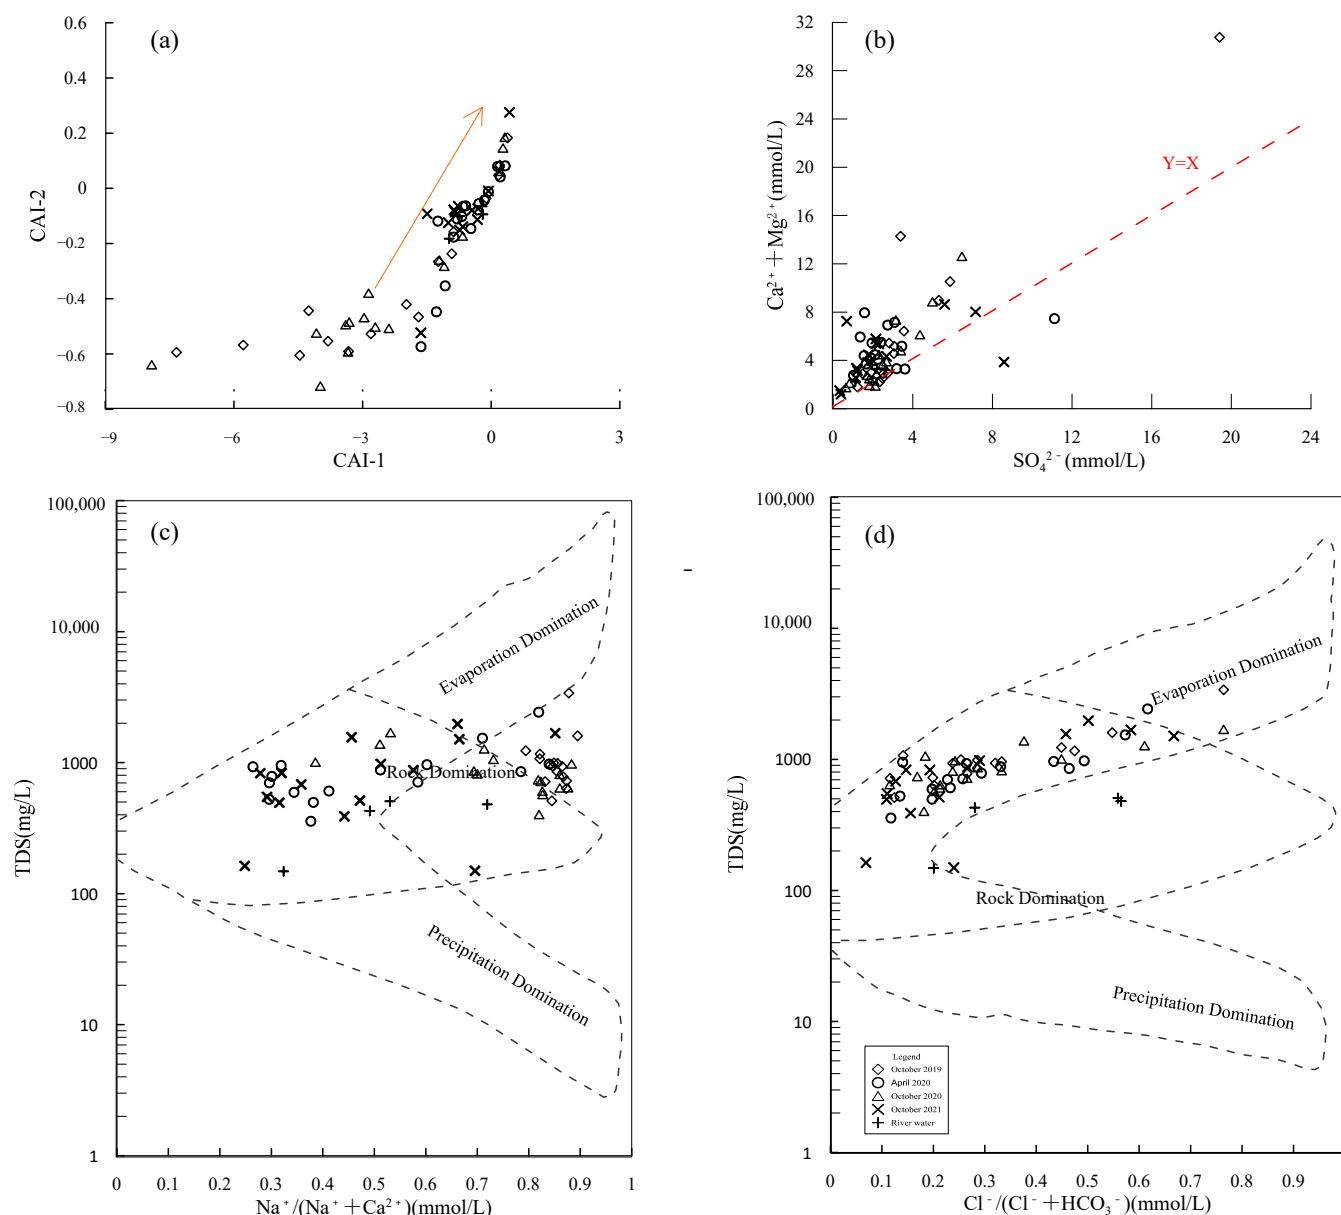 (a)
0.6
0.4
0.2
0
−0.2
−0.4
−0.6
−0.8
CAI-2
−9
−6
−3
0
3
CAI-1
(b)
32
28
24
20
16
12
8
4
0
Ca²⁺+Mg²⁺(mmol/L)
Y=X
0
4
8
12
16
20
24
SO₄²⁻(mmol/L)
(c)
100,000
10,000
1000
100
10
1
TDS(mg/L)
Evaporation Domination
Rock Domination
Precipitation Domination
0
0.1
0.2
0.3
0.4
0.5
0.6
0.7
0.8
0.9
1
Na⁺/(Na⁺+Ca²⁺)(mmol/L)
(d)
100,000
10,000
1000
100
10
1
TDS(mg/L)
Evaporation Domination
Rock Domination
Precipitation Domination
Legend
October 2019
April 2020
October 2020
October 2021
River water
0
0.1
0.2
0.3
0.4
0.5
0.6
0.7
0.8
0.9
1
Cl⁻/(Cl⁻+HCO₃⁻)(mmol/L)